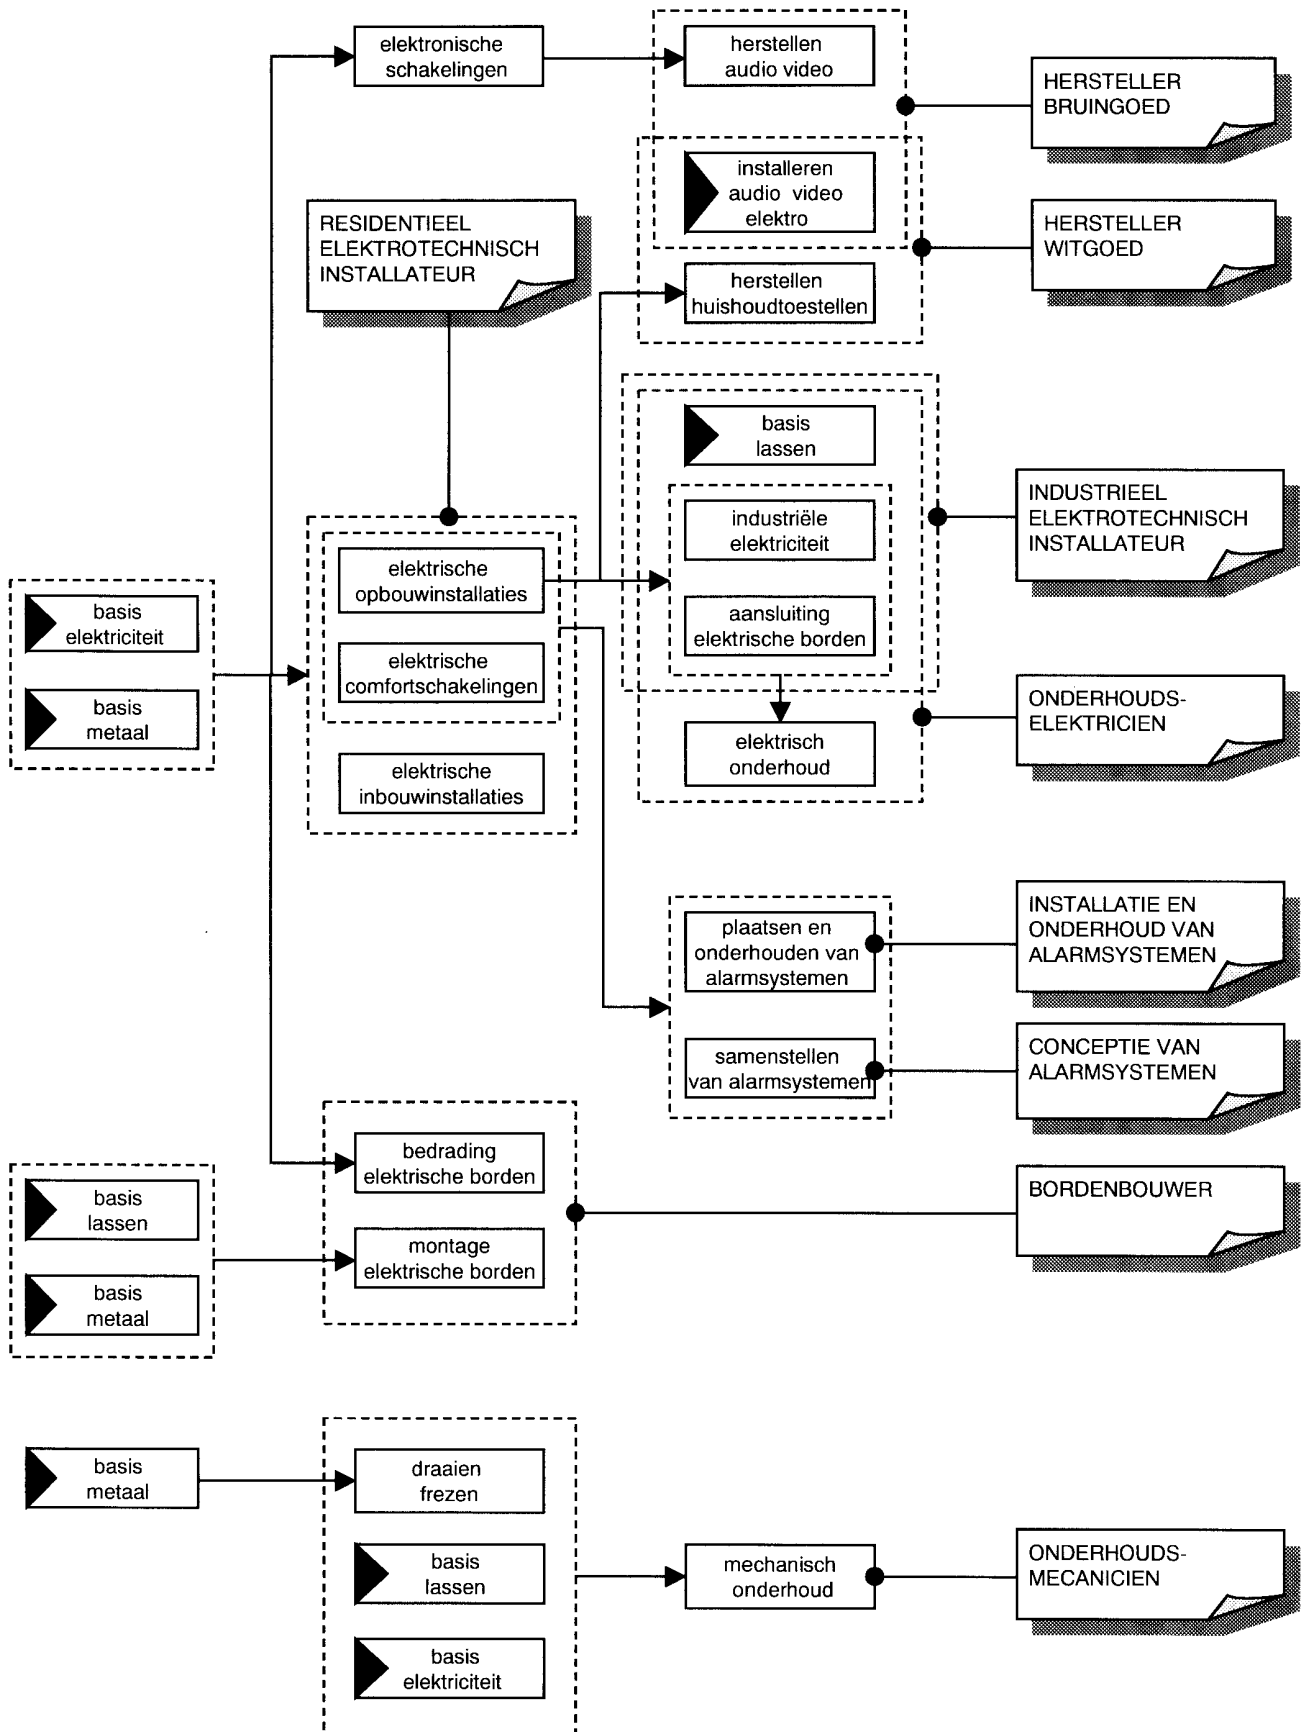 elektronische
schakelingen
herstellen
audio video
HERSTELLER
BRUINGOED
installeren
audio video
elektro
RESIDENTIEEL
ELEKTROTECHNISCH
INSTALLATEUR
HERSTELLER
WITGOED
herstellen
huishoudtoestellen
basis
lassen
industriële
elektriciteit
INDUSTRIEEL
ELEKTROTECHNISCH
INSTALLATEUR
elektrische
opbouwinstallaties
basis
elektriciteit
aansluiting
elektrische borden
elektrische
comfortschakelingen
basis
metaal
ONDERHOUDS-
ELEKTRICIEN
elektrisch
onderhoud
elektrische
inbouwinstallaties
plaatsen en
onderhouden van
alarmsystemen
INSTALLATIE EN
ONDERHOUD VAN
ALARMSYSTEMEN
samenstellen
van alarmsystemen
CONCEPTIE VAN
ALARMSYSTEMEN
bedrading
elektrische borden
basis
lassen
BORDENBOUWER
montage
elektrische borden
basis
metaal
basis
metaal
draaien
frezen
basis
lassen
mechanisch
onderhoud
ONDERHOUDS-
MECANICIEN
basis
elektriciteit